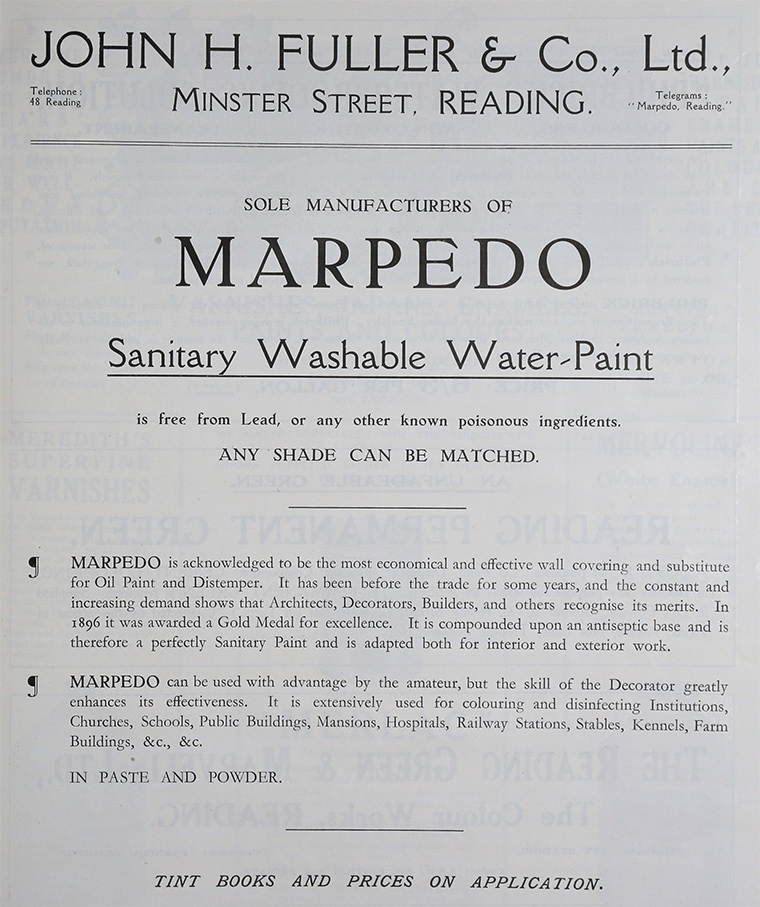 JOHN H. FULLER & Co., Ltd.,
Telephone :
48 Reading
MINSTER STREET, READING.
Telegrams :
"Marpedo, Reading."
SOLE MANUFACTURERS OF
MARPEDO
Sanitary Washable Water-Paint
is free from Lead, or any other known poisonous ingredients.
ANY SHADE CAN BE MATCHED.
¶ MARPEDO is acknowledged to be the most economical and effective wall covering and substitute
for Oil Paint and Distemper. It has been before the trade for some years, and the constant and
increasing demand shows that Architects, Decorators, Builders, and others recognise its merits. In
1896 it was awarded a Gold Medal for excellence. It is compounded upon an antiseptic base and is
therefore a perfectly Sanitary Paint and is adapted both for interior and exterior work.
¶ MARPEDO can be used with advantage by the amateur, but the skill of the Decorator greatly
enhances its effectiveness. It is extensively used for colouring and disinfecting Institutions,
Churches, Schools, Public Buildings, Mansions, Hospitals, Railway Stations, Stables, Kennels, Farm
Buildings, &c., &c.
IN PASTE AND POWDER.
TINT BOOKS AND PRICES ON APPLICATION.